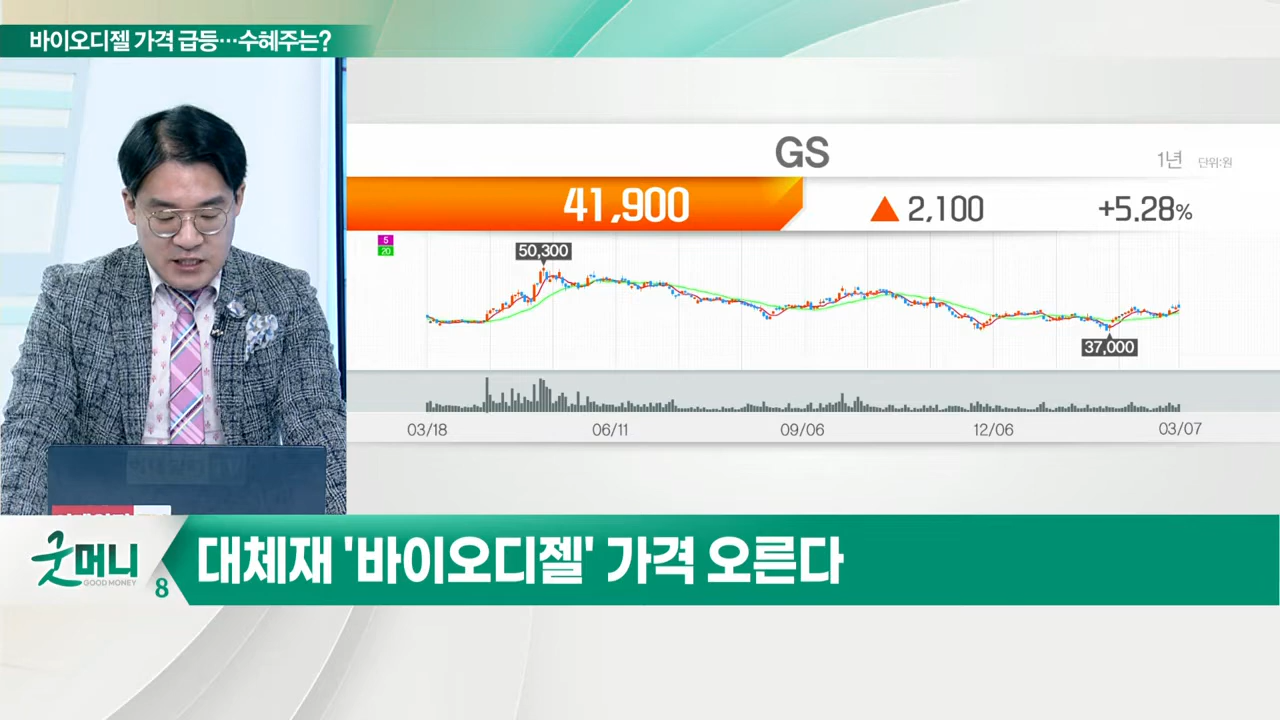 바이오디젤 가격 급등…수혜주는?
GS
1년 단위:원
41,900
▲ 2,100
+5.28%
5
20
50,300
37,000
03/18
06/11
09/06
12/06
03/07
굿머니
GOOD MONEY
8
대체재 '바이오디젤' 가격 오른다